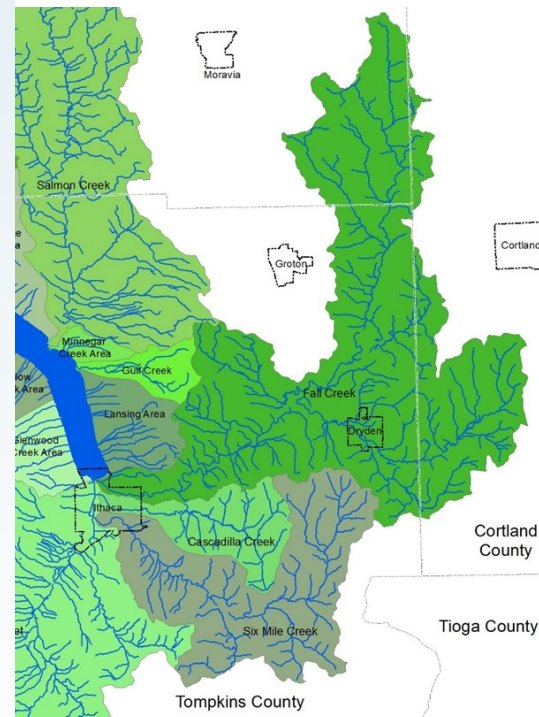 Moravia
Salmon Creek
Cortland
Groton
Minnegar
Creek Area
Gulf Creek
Fall Creek
Lansing Area
Dryden
Creek Area
Ithaca
Cascadilla Creek
Cortland
County
Six Mile Creek
Tioga County
Tompkins County